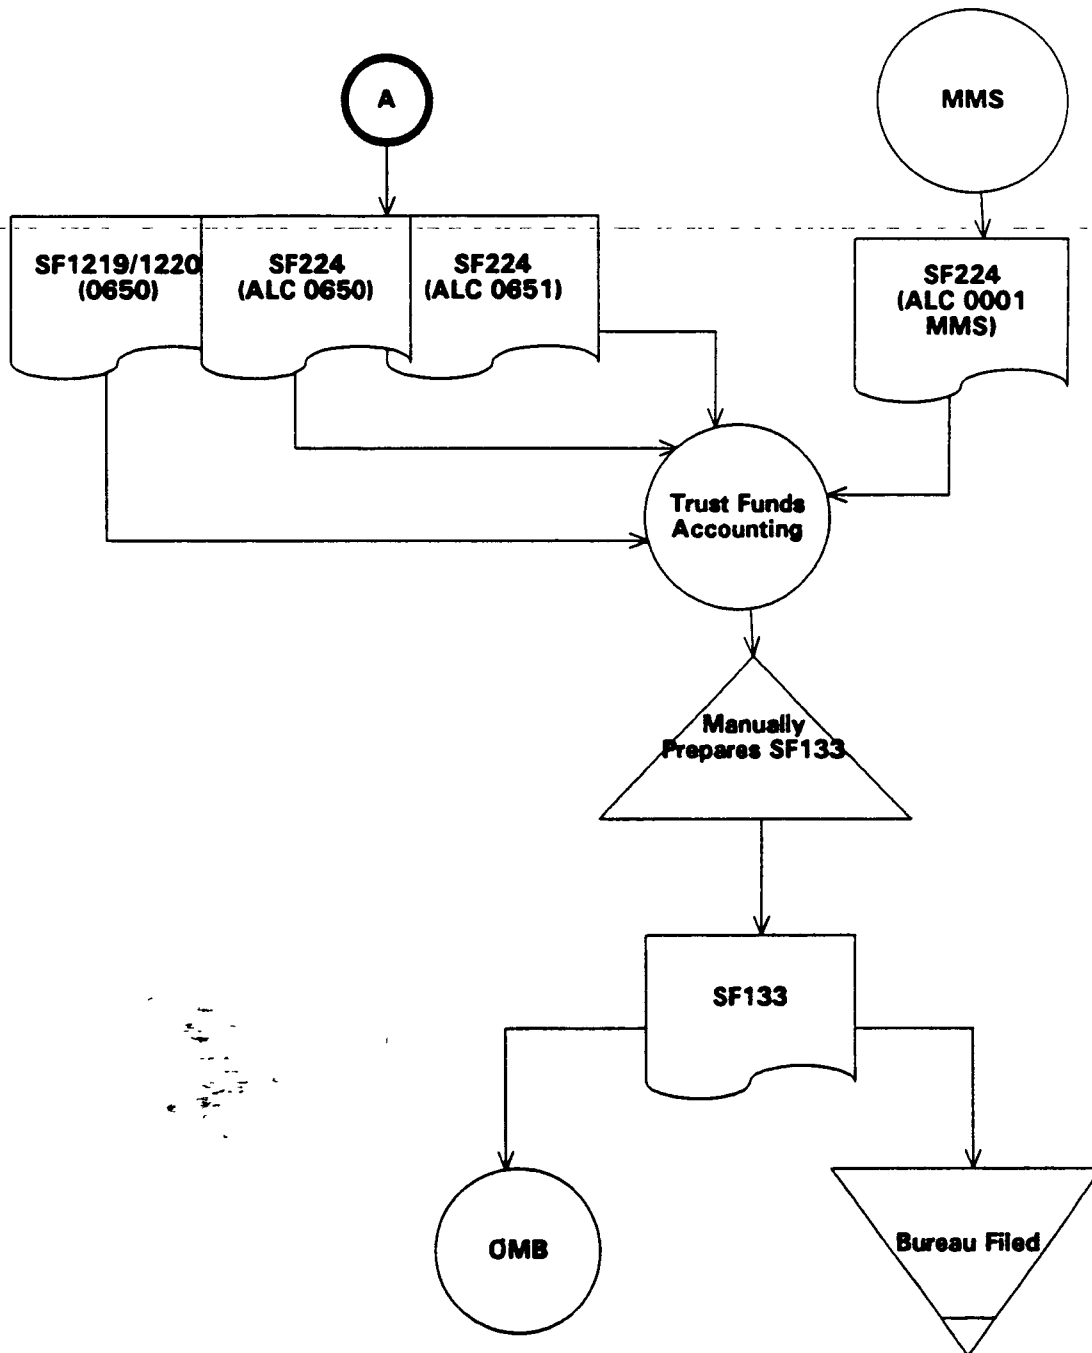 A
MMS
SF1219/1220
(0650)
SF224
(ALC 0650)
SF224
(ALC 0651)
SF224
(ALC 0001
MMS)
Trust Funds
Accounting
Manually
Prepares SF133
SF133
OMB
Bureau Filed